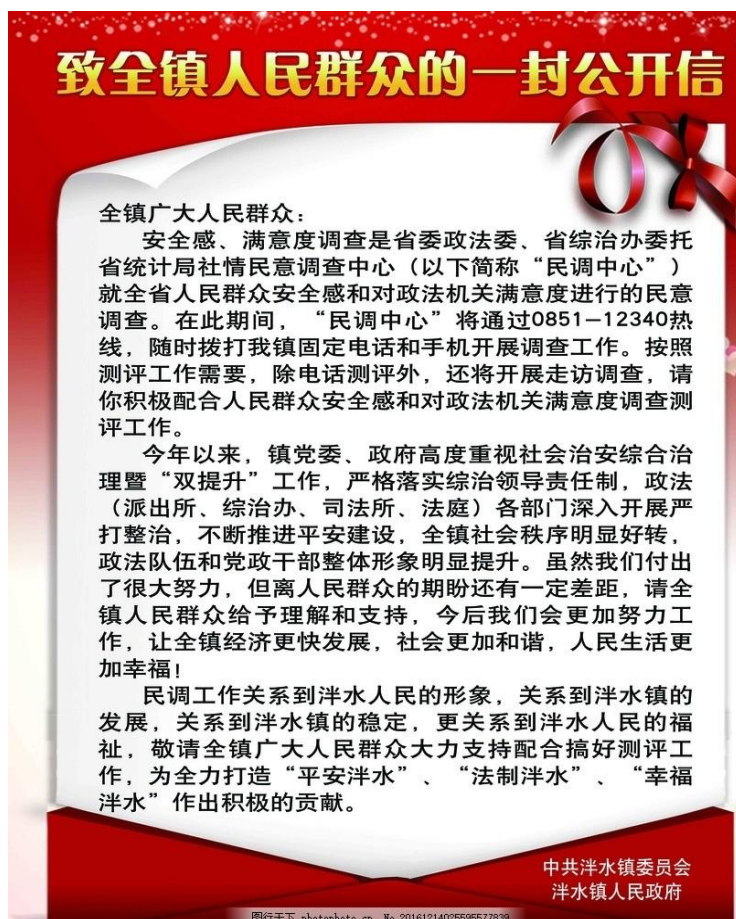 致全镇人民群众的一封公开信
全镇广大人民群众：
安全感、满意度调查是省委政法委、省综治办委托
省统计局社情民意调查中心（以下简称“民调中心”）
就全省人民群众安全感和对政法机关满意度进行的民意
调查。在此期间，“民调中心”将通过0851—12340热
线，随时拨打我镇固定电话和手机开展调查工作。按照
测评工作需要，除电话测评外，还将开展走访调查，请
你积极配合人民群众安全感和对政法机关满意度调查测
评工作。
今年以来，镇党委、政府高度重视社会治安综合治
理暨“双提升”工作，严格落实综治领导责任制，政法
（派出所、综治办、司法所、法庭）各部门深入开展严
打整治，不断推进平安建设，全镇社会秩序明显好转，
政法队伍和党政干部整体形象明显提升。虽然我们付出
了很大努力，但离人民群众的期盼还有一定差距，请全
镇人民群众给予理解和支持，今后我们会更加努力工
作，让全镇经济更快发展，社会更加和谐，人民生活更
加幸福！
民调工作关系到泮水人民的形象，关系到泮水镇的
发展，关系到泮水镇的稳定，更关系到泮水人民的福
祉，敬请全镇广大人民群众大力支持配合搞好测评工
作，为全力打造“平安泮水”、“法制泮水”、“幸福
泮水”作出积极的贡献。
中共泮水镇委员会
泮水镇人民政府
图行天下 photophoto.cn No.20161214025595577839